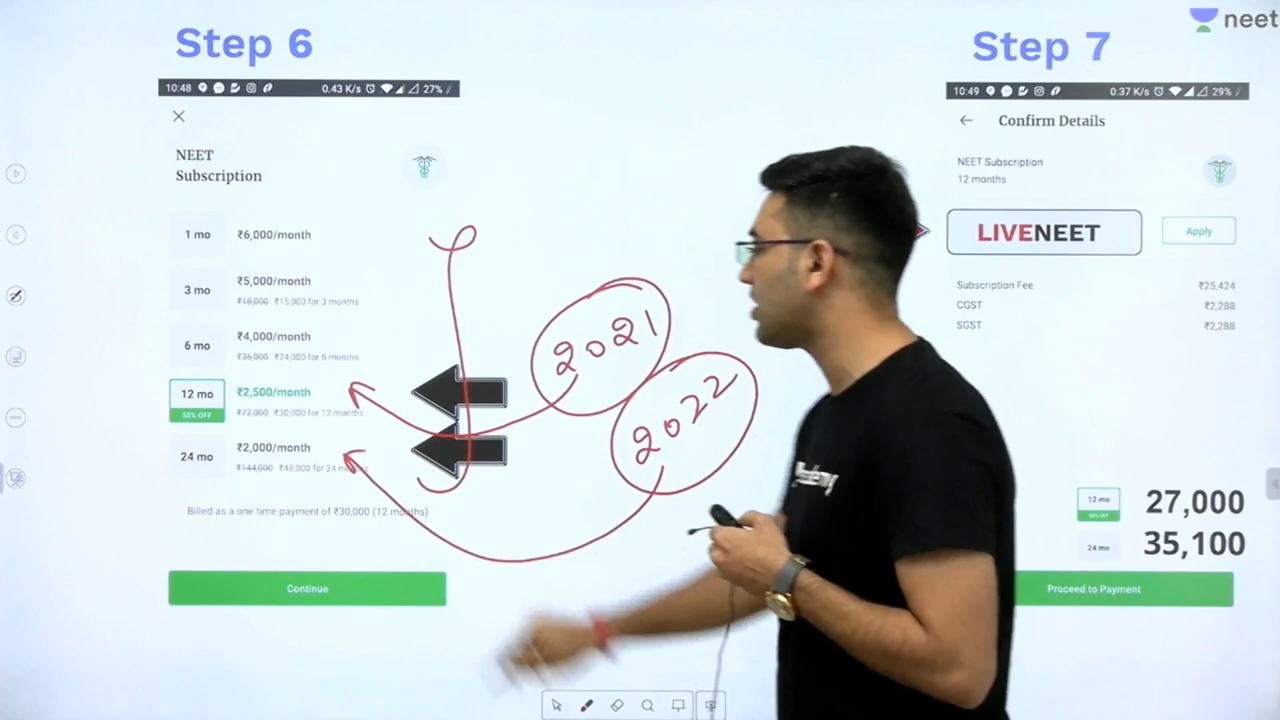 Step 6
10:48 0.43 K/s 27%
NEET
Subscription
1 mo ₹6,000/month
3 mo ₹5,000/month
₹18,000 ₹15,000 for 3 months
6 mo ₹4,000/month
₹36,000 ₹24,000 for 6 months
12 mo ₹2,500/month
58% OFF ₹72,000 ₹30,000 for 12 months
24 mo ₹2,000/month
₹144,000 ₹48,000 for 24 months
Billed as a one time payment of ₹30,000 (12 months)
Continue
2021
2022
neet
Step 7
10:49 0.37 K/s 29%
Confirm Details
NEET Subscription
12 months
LIVENEET Apply
Subscription Fee ₹25,424
CGST ₹2,288
SGST ₹2,288
12 mo 27,000
58% OFF
24 mo 35,100
Proceed to Payment